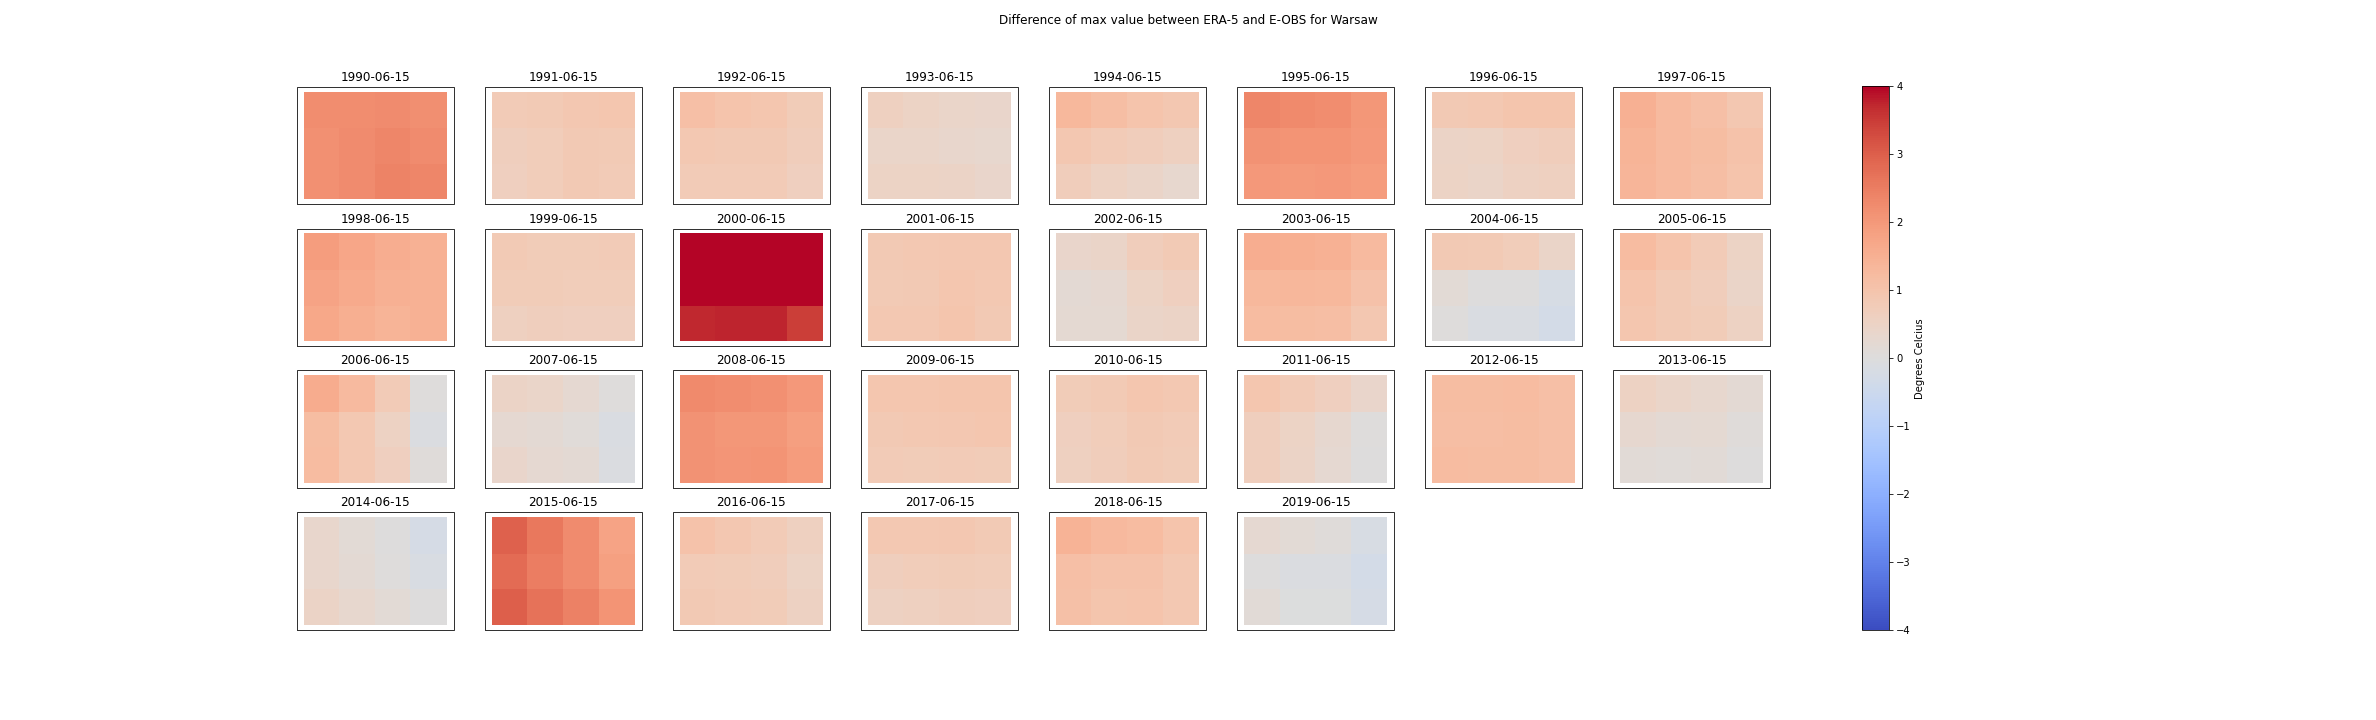 Difference of max value between ERA-5 and E-OBS for Warsaw
1990-06-15 1991-06-15 1992-06-15 1993-06-15 1994-06-15 1995-06-15 1996-06-15 1997-06-15
1998-06-15 1999-06-15 2000-06-15 2001-06-15 2002-06-15 2003-06-15 2004-06-15 2005-06-15
2006-06-15 2007-06-15 2008-06-15 2009-06-15 2010-06-15 2011-06-15 2012-06-15 2013-06-15
2014-06-15 2015-06-15 2016-06-15 2017-06-15 2018-06-15 2019-06-15
4
3
2
1
0
−1
−2
−3
−4
Degrees Celcius